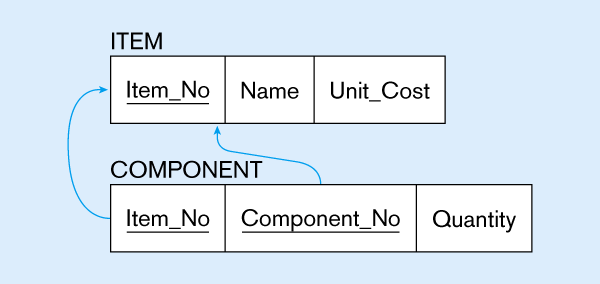 ITEM
Item_No Name Unit_Cost
COMPONENT
Item_No Component_No Quantity